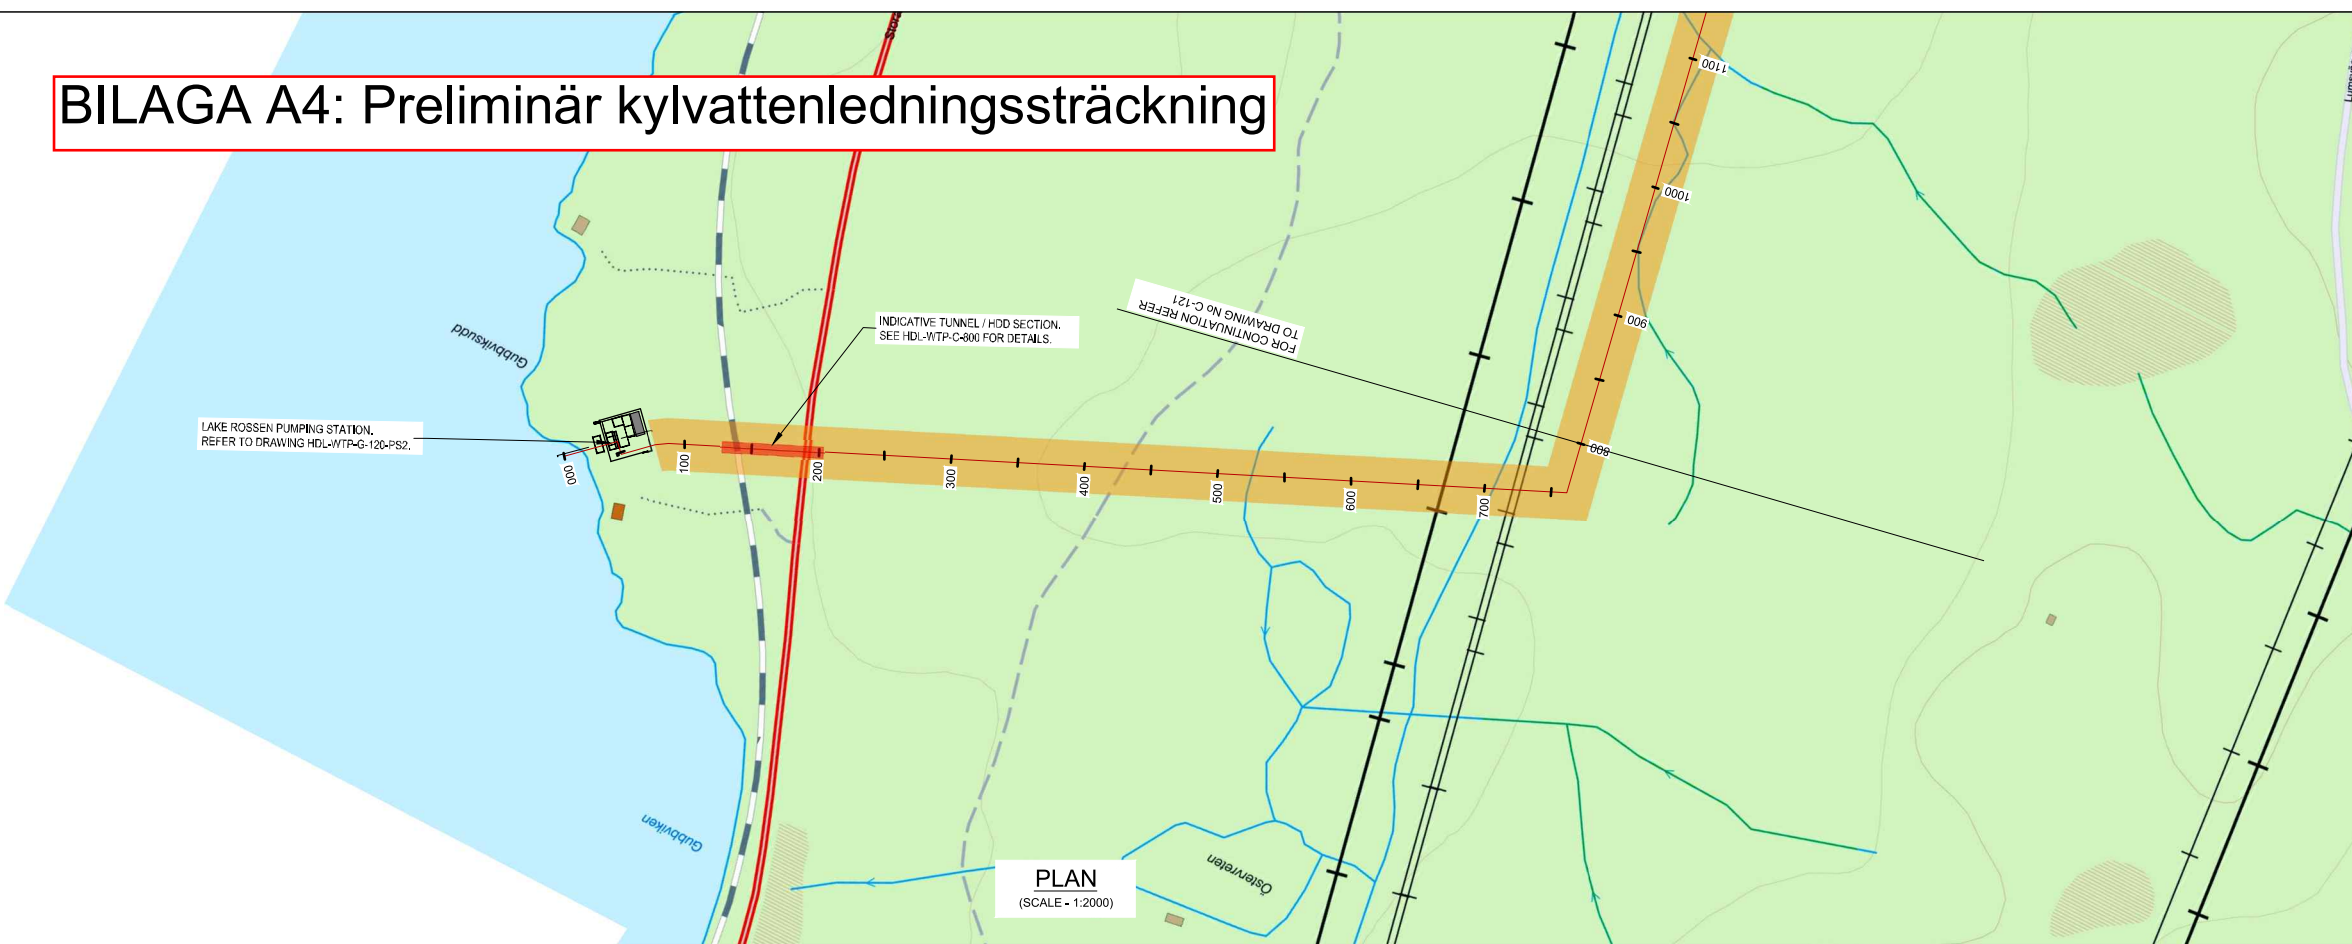 BILAGA A4: Preliminär kylvattenledningssträckning
Stora
Gubbviksudd
INDICATIVE TUNNEL / HDD SECTION.
SEE HDL-WTP-C-800 FOR DETAILS.
FOR CONTINUATION REFER
TO DRAWING No C-121
LAKE ROSSEN PUMPING STATION.
REFER TO DRAWING HDL-WTP-G-120-PS2.
000
100
200
300
400
500
600
700
800
900
1000
1100
Gubbviken
Östervreten
PLAN
(SCALE - 1:2000)